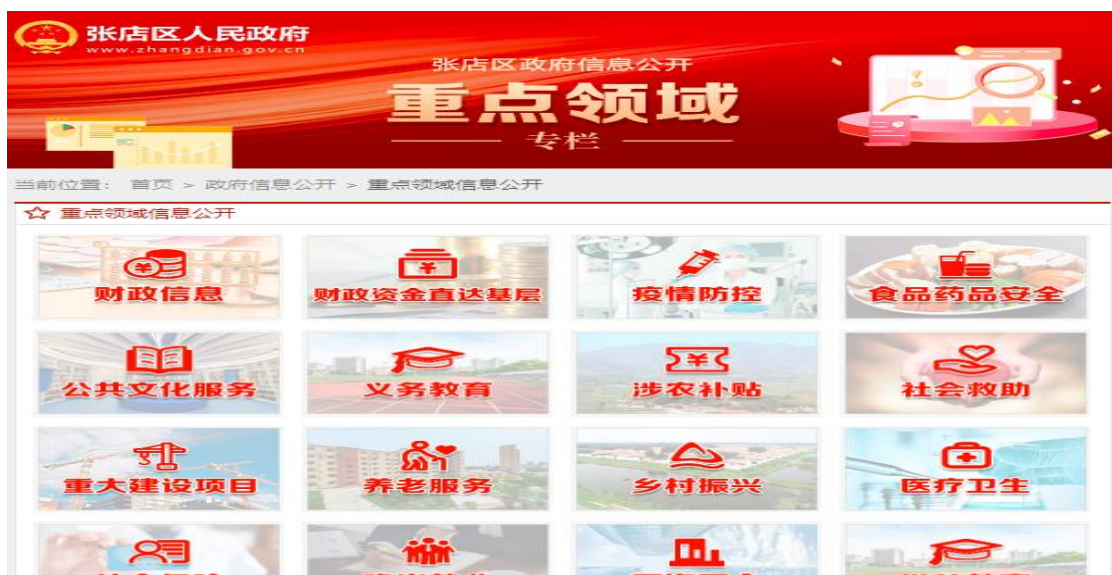 张店区人民政府
www.zhangdian.gov.cn
张店区政府信息公开
重点领域
专栏
当前位置： 首页 > 政府信息公开 > 重点领域信息公开
重点领域信息公开
财政信息 财政资金直达基层 疫情防控 食品药品安全
公共文化服务 义务教育 涉农补贴 社会救助
重大建设项目 养老服务 乡村振兴 医疗卫生